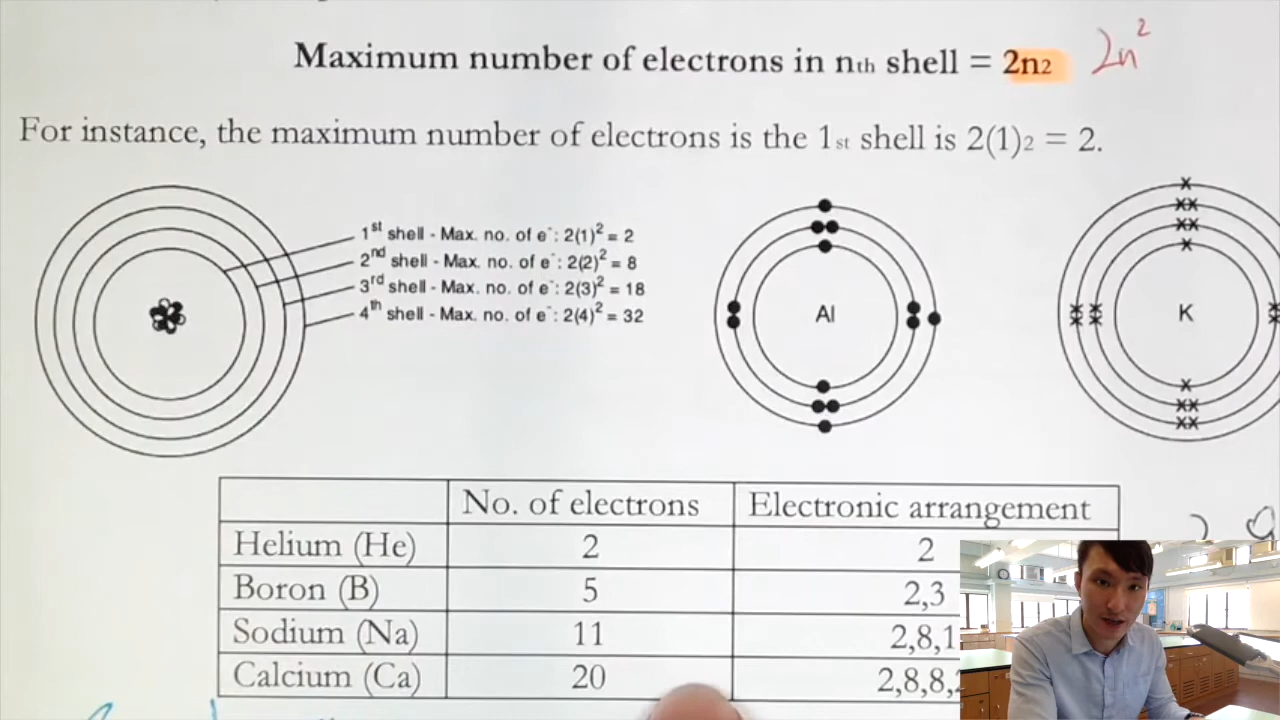 Maximum number of electrons in nth shell = 2n2 2n²
For instance, the maximum number of electrons is the 1st shell is 2(1)2 = 2.
1st shell - Max. no. of e⁻: 2(1)² = 2
2nd shell - Max. no. of e⁻: 2(2)² = 8
3rd shell - Max. no. of e⁻: 2(3)² = 18
4th shell - Max. no. of e⁻: 2(4)² = 32
Al
K
No. of electrons Electronic arrangement
Helium (He) 2 2
Boron (B) 5 2,3
Sodium (Na) 11 2,8,1
Calcium (Ca) 20 2,8,8,